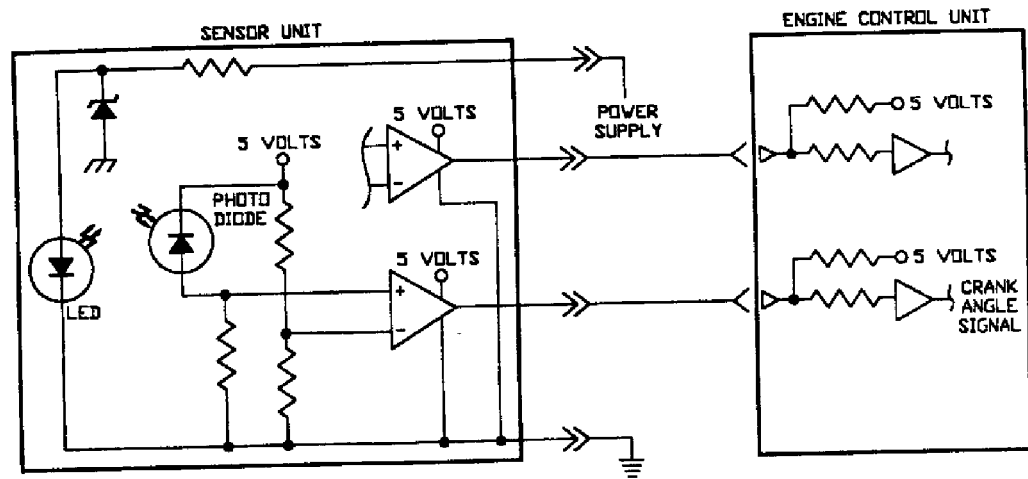 SENSOR UNIT
ENGINE CONTROL UNIT
POWER
SUPPLY
5 VOLTS
5 VOLTS
PHOTO
DIODE
+
-
5 VOLTS
+
-
LED
5 VOLTS
5 VOLTS
CRANK
ANGLE
SIGNAL